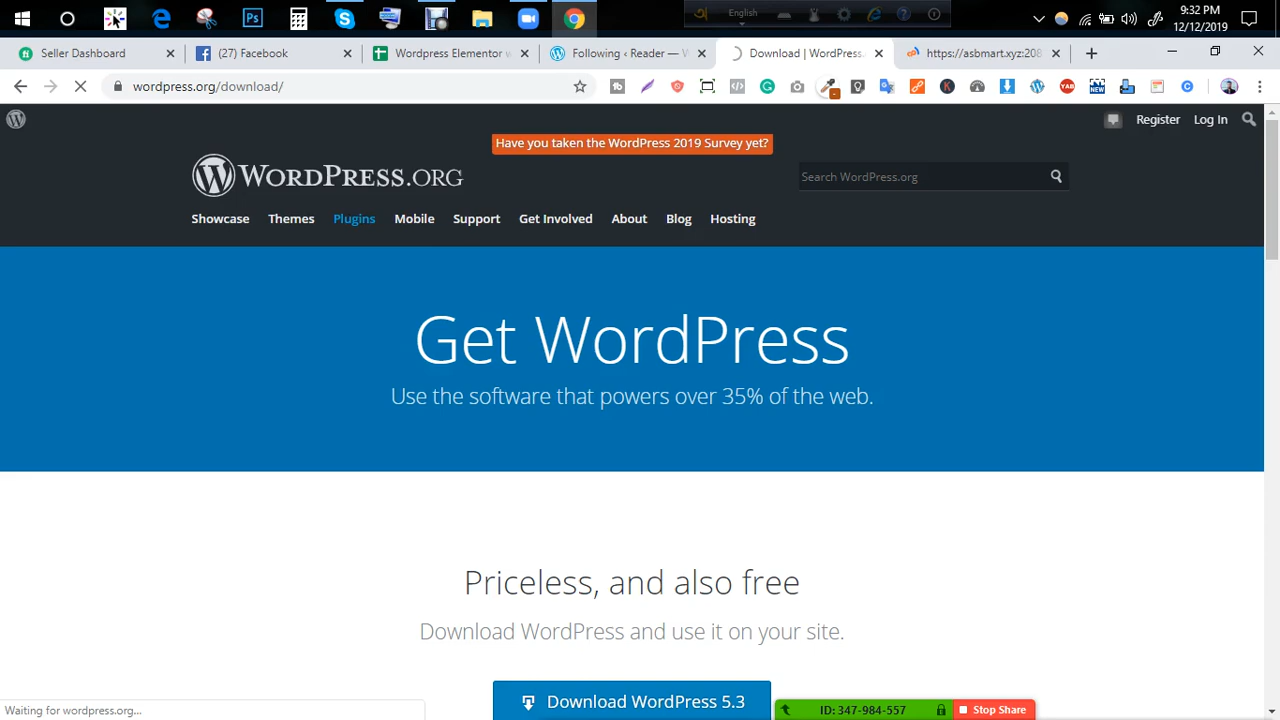 English
9:32 PM
12/12/2019
Seller Dashboard
(27) Facebook
Wordpress Elementor
Following ‹ Reader —
Download | WordPress
https://asbmart.xyz:208
wordpress.org/download/
Register
Log In
Have you taken the WordPress 2019 Survey yet?
WORDPRESS.ORG
Search WordPress.org
Showcase
Themes
Plugins
Mobile
Support
Get Involved
About
Blog
Hosting
Get WordPress
Use the software that powers over 35% of the web.
Priceless, and also free
Download WordPress and use it on your site.
Download WordPress 5.3
Waiting for wordpress.org...
ID: 347-984-557
Stop Share